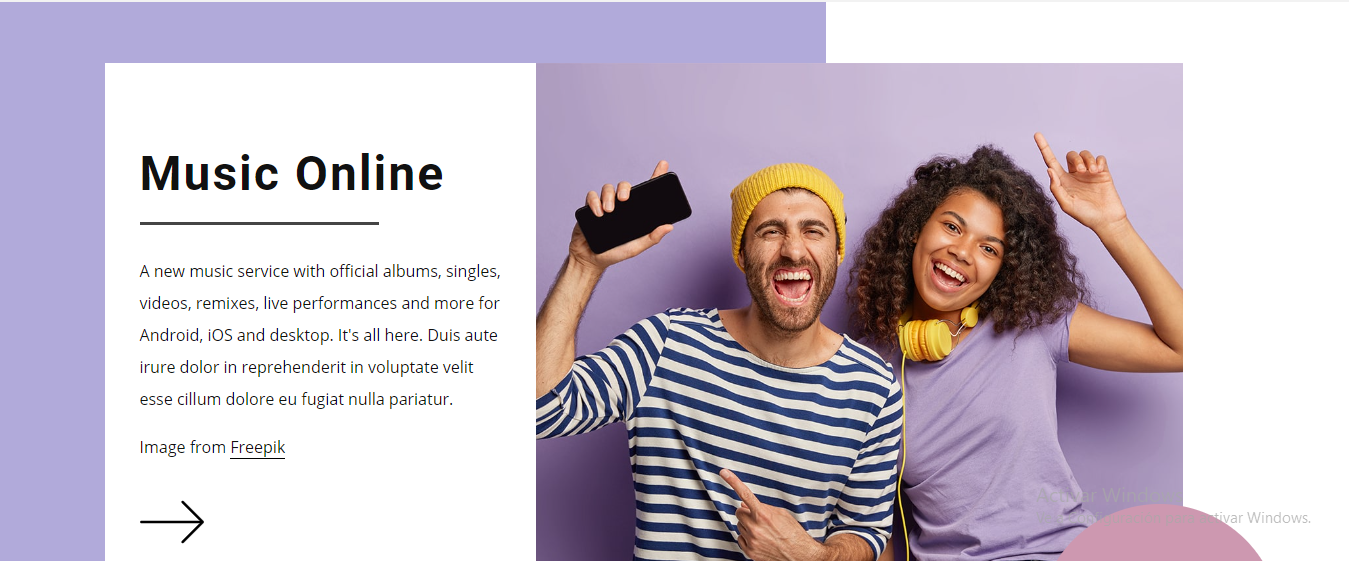 Music Online
A new music service with official albums, singles,
videos, remixes, live performances and more for
Android, iOS and desktop. It's all here. Duis aute
irure dolor in reprehenderit in voluptate velit
esse cillum dolore eu fugiat nulla pariatur.
Image from Freepik
Activar Windows
activar Windows.